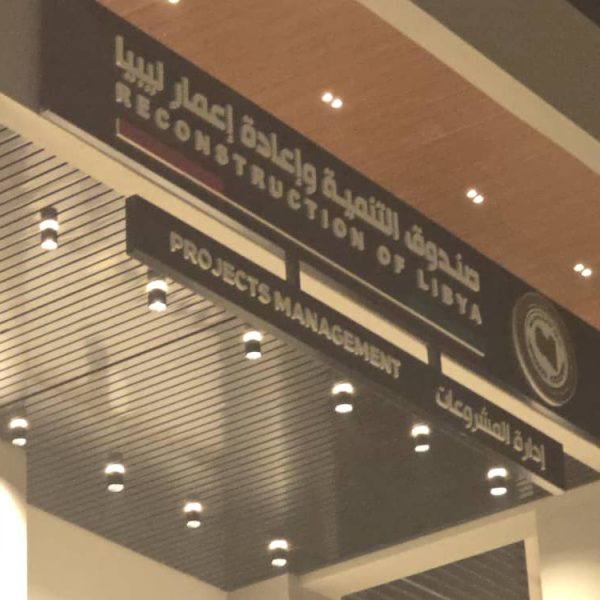 صندوق التنمية وإعادة إعمار ليبيا
RECONSTRUCTION OF LIBYA
PROJECTS MANAGEMENT
إدارة المشروعات